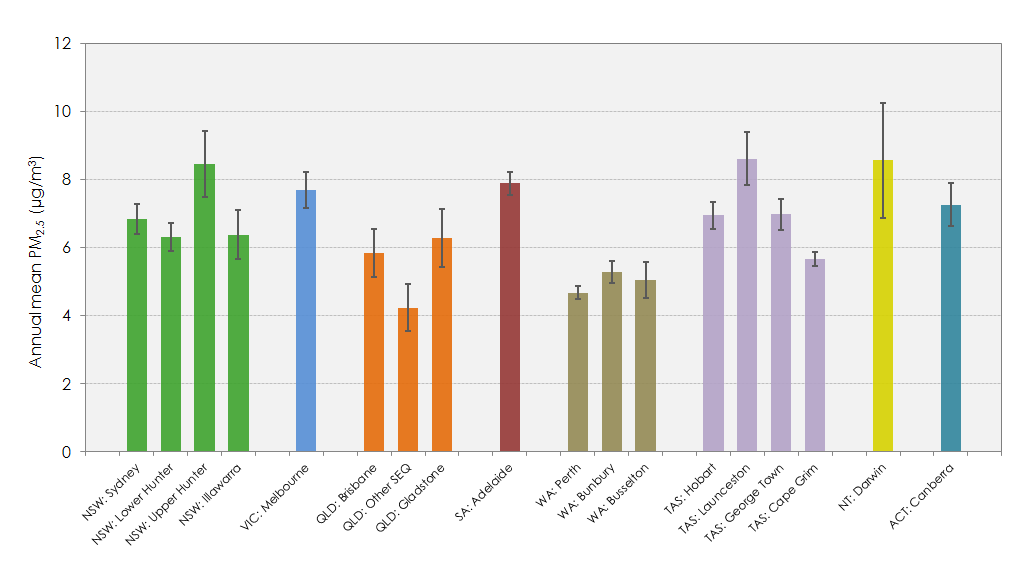 12
10
8
6
4
2
0
Annual mean PM2.5 (µg/m³)
NSW: Sydney
NSW: Lower Hunter
NSW: Upper Hunter
NSW: Illawarra
VIC: Melbourne
QLD: Brisbane
QLD: Other SEQ
QLD: Gladstone
SA: Adelaide
WA: Perth
WA: Bunbury
WA: Busselton
TAS: Hobart
TAS: Launceston
TAS: George Town
TAS: Cape Grim
NT: Darwin
ACT: Canberra